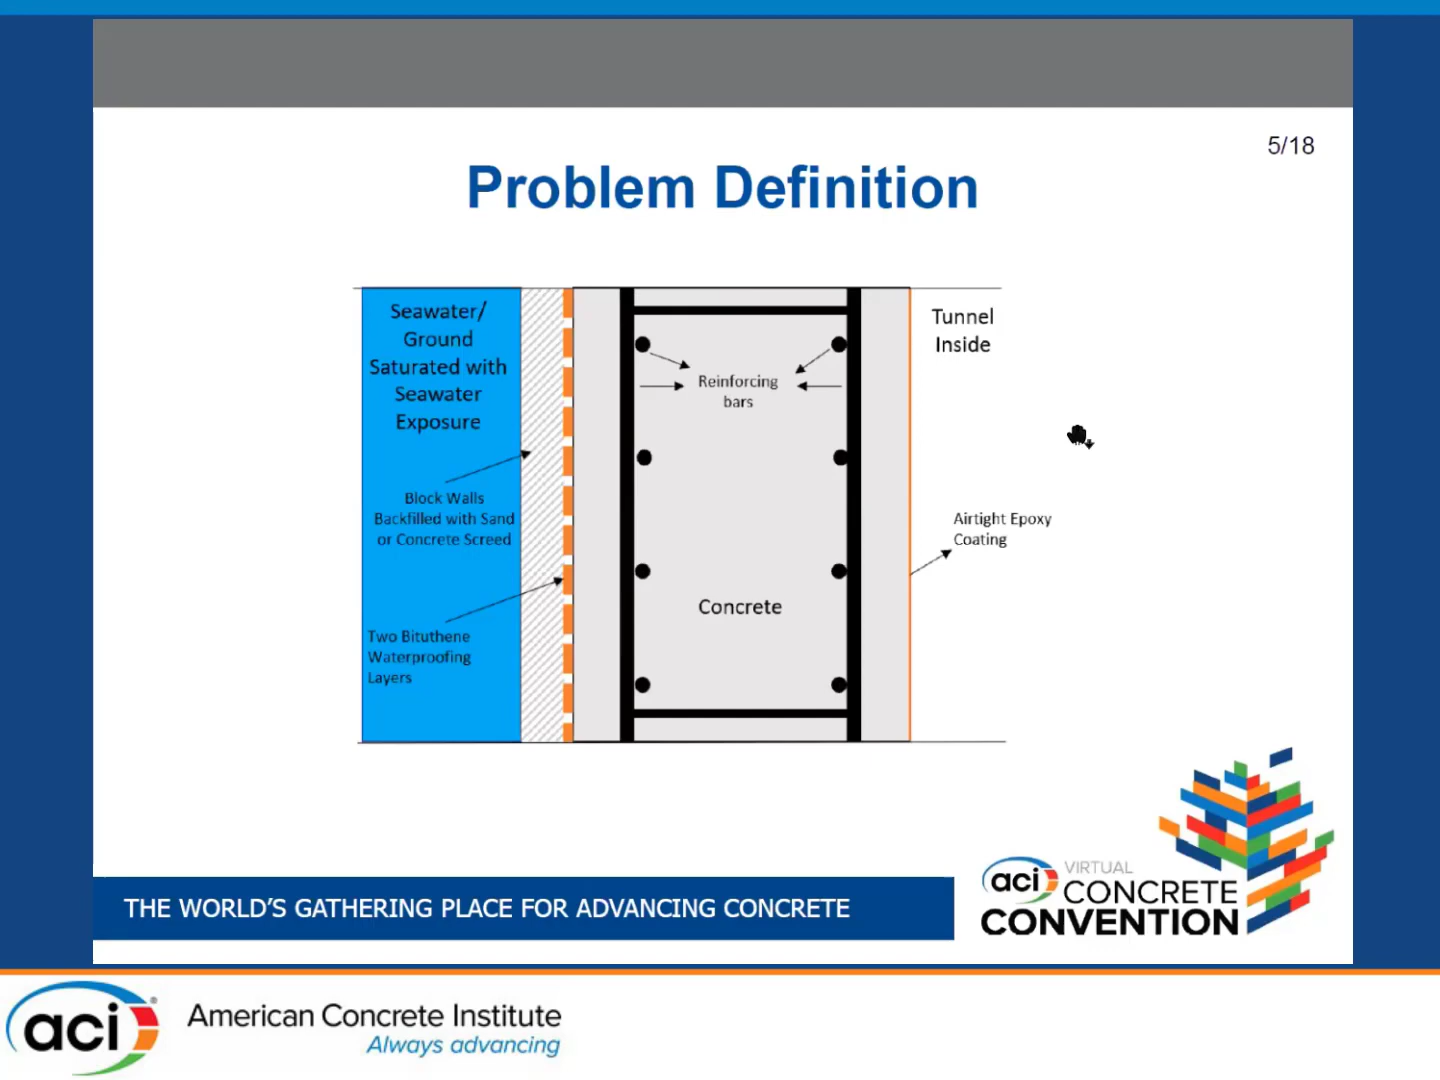 5/18
Problem Definition
Seawater/
Ground
Saturated with
Seawater
Exposure
Block Walls
Backfilled with Sand
or Concrete Screed
Two Bituthene
Waterproofing
Layers
Reinforcing
bars
Concrete
Tunnel
Inside
Airtight Epoxy
Coating
THE WORLD'S GATHERING PLACE FOR ADVANCING CONCRETE
aci VIRTUAL
CONCRETE
CONVENTION
aci
American Concrete Institute
Always advancing